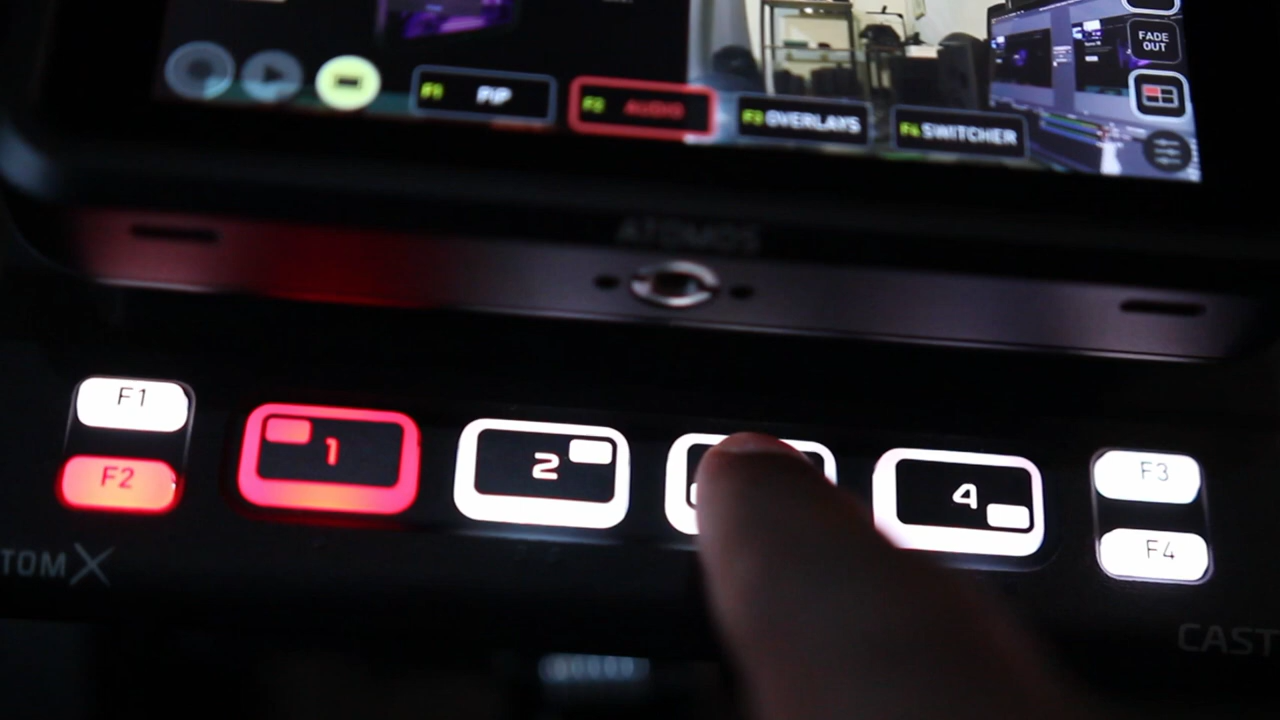 FADE
OUT
F1 PIP
F2 AUDIO
F3 OVERLAYS
F4 SWITCHER
ATOMOS
F1
F2
1
2
4
F3
F4
TOMX
CAST